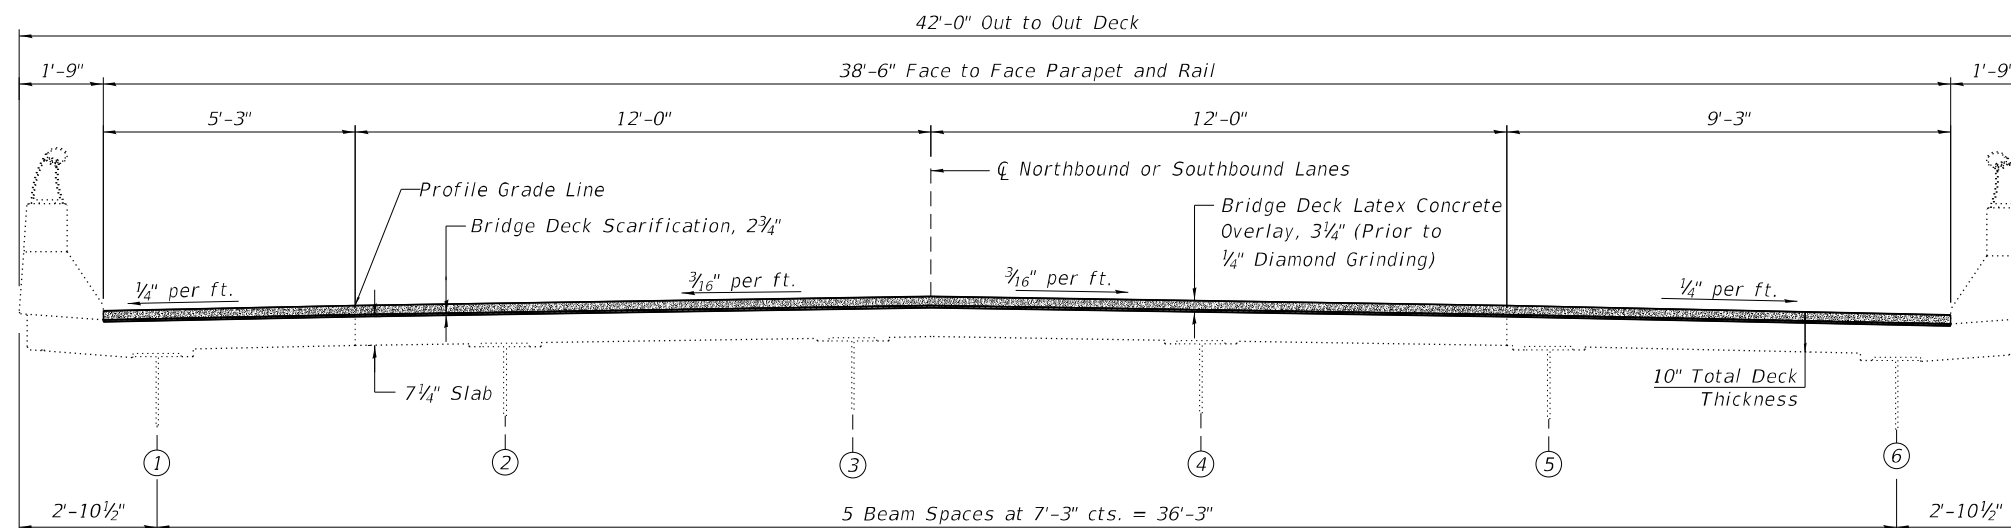 42'-0" Out to Out Deck
1'-9"
38'-6" Face to Face Parapet and Rail
1'-9"
5'-3"
12'-0"
12'-0"
9'-3"
℄ Northbound or Southbound Lanes
Profile Grade Line
Bridge Deck Scarification, 2¾"
Bridge Deck Latex Concrete
Overlay, 3¼" (Prior to
¼" Diamond Grinding)
¼" per ft.
3/16" per ft.
3/16" per ft.
¼" per ft.
7¼" Slab
10" Total Deck
Thickness
1
2
3
4
5
6
2'-10½"
5 Beam Spaces at 7'-3" cts. = 36'-3"
2'-10½"